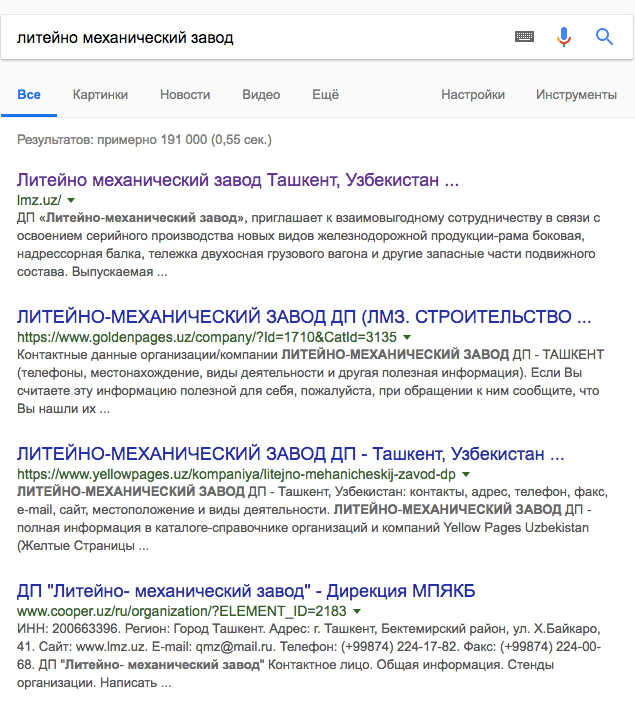 литейно механический завод
Все Картинки Новости Видео Ещё Настройки Инструменты
Результатов: примерно 191 000 (0,55 сек.)
Литейно механический завод Ташкент, Узбекистан ...
lmz.uz/
ДП «Литейно-механический завод», приглашает к взаимовыгодному сотрудничеству в связи с
освоением серийного производства новых видов железнодорожной продукции-рама боковая,
надрессорная балка, тележка двухосная грузового вагона и другие запасные части подвижного
состава. Выпускаемая ...
ЛИТЕЙНО-МЕХАНИЧЕСКИЙ ЗАВОД ДП (ЛМЗ. СТРОИТЕЛЬСТВО ...
https://www.goldenpages.uz/company/?Id=1710&CatId=3135
Контактные данные организации/компании ЛИТЕЙНО-МЕХАНИЧЕСКИЙ ЗАВОД ДП - ТАШКЕНТ
(телефоны, местонахождение, виды деятельности и другая полезная информация). Если Вы
считаете эту информацию полезной для себя, пожалуйста, при обращении к ним сообщите, что
Вы нашли их ...
ЛИТЕЙНО-МЕХАНИЧЕСКИЙ ЗАВОД ДП - Ташкент, Узбекистан ...
https://www.yellowpages.uz/kompaniya/litejno-mehanicheskij-zavod-dp
ЛИТЕЙНО-МЕХАНИЧЕСКИЙ ЗАВОД ДП - Ташкент, Узбекистан: контакты, адрес, телефон, факс,
e-mail, сайт, местоположение и виды деятельности. ЛИТЕЙНО-МЕХАНИЧЕСКИЙ ЗАВОД ДП -
полная информация в каталоге-справочнике организаций и компаний Yellow Pages Uzbekistan
(Желтые Страницы ...
ДП "Литейно- механический завод" - Дирекция МПЯКБ
www.cooper.uz/ru/organization/?ELEMENT_ID=2183
ИНН: 200663396. Регион: Город Ташкент. Адрес: г. Ташкент, Бектемирский район, ул. Х.Байкаро,
41. Сайт: www.lmz.uz. E-mail: qmz@mail.ru. Телефон: (+99874) 224-17-82. Факс: (+99874) 224-00-
68. ДП "Литейно- механический завод" Контактное лицо. Общая информация. Стенды
организации. Написать ...